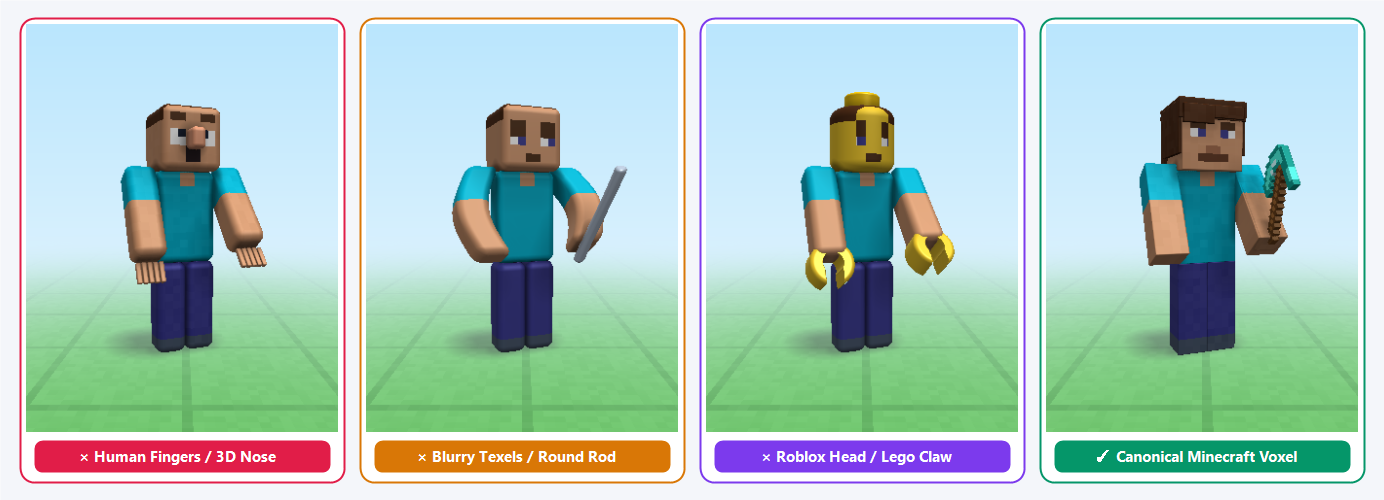 × Human Fingers / 3D Nose
× Blurry Texels / Round Rod
× Roblox Head / Lego Claw
✓ Canonical Minecraft Voxel